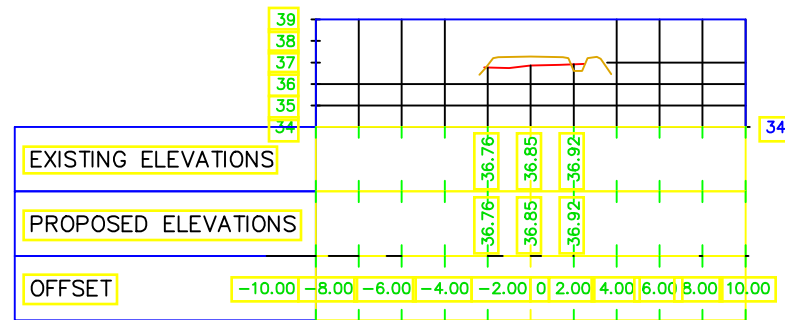 39
38
37
36
35
34
34
EXISTING ELEVATIONS 36.76 36.85 36.92
PROPOSED ELEVATIONS 36.76 36.85 36.92
OFFSET -10.00 -8.00 -6.00 -4.00 -2.00 0 2.00 4.00 6.00 8.00 10.00